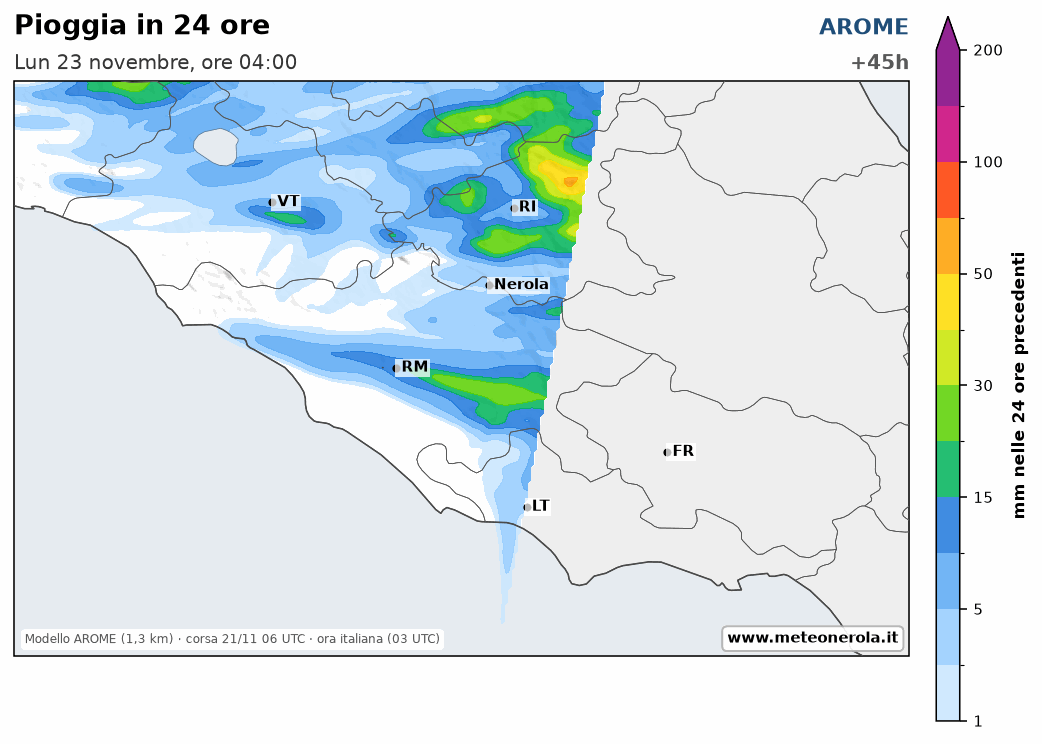 Pioggia in 24 ore
AROME
Lun 23 novembre, ore 04:00
+45h
VT
RI
Nerola
RM
FR
LT
200
100
50
30
15
5
1
mm nelle 24 ore precedenti
Modello AROME (1,3 km) · corsa 21/11 06 UTC · ora italiana (03 UTC)
www.meteonerola.it